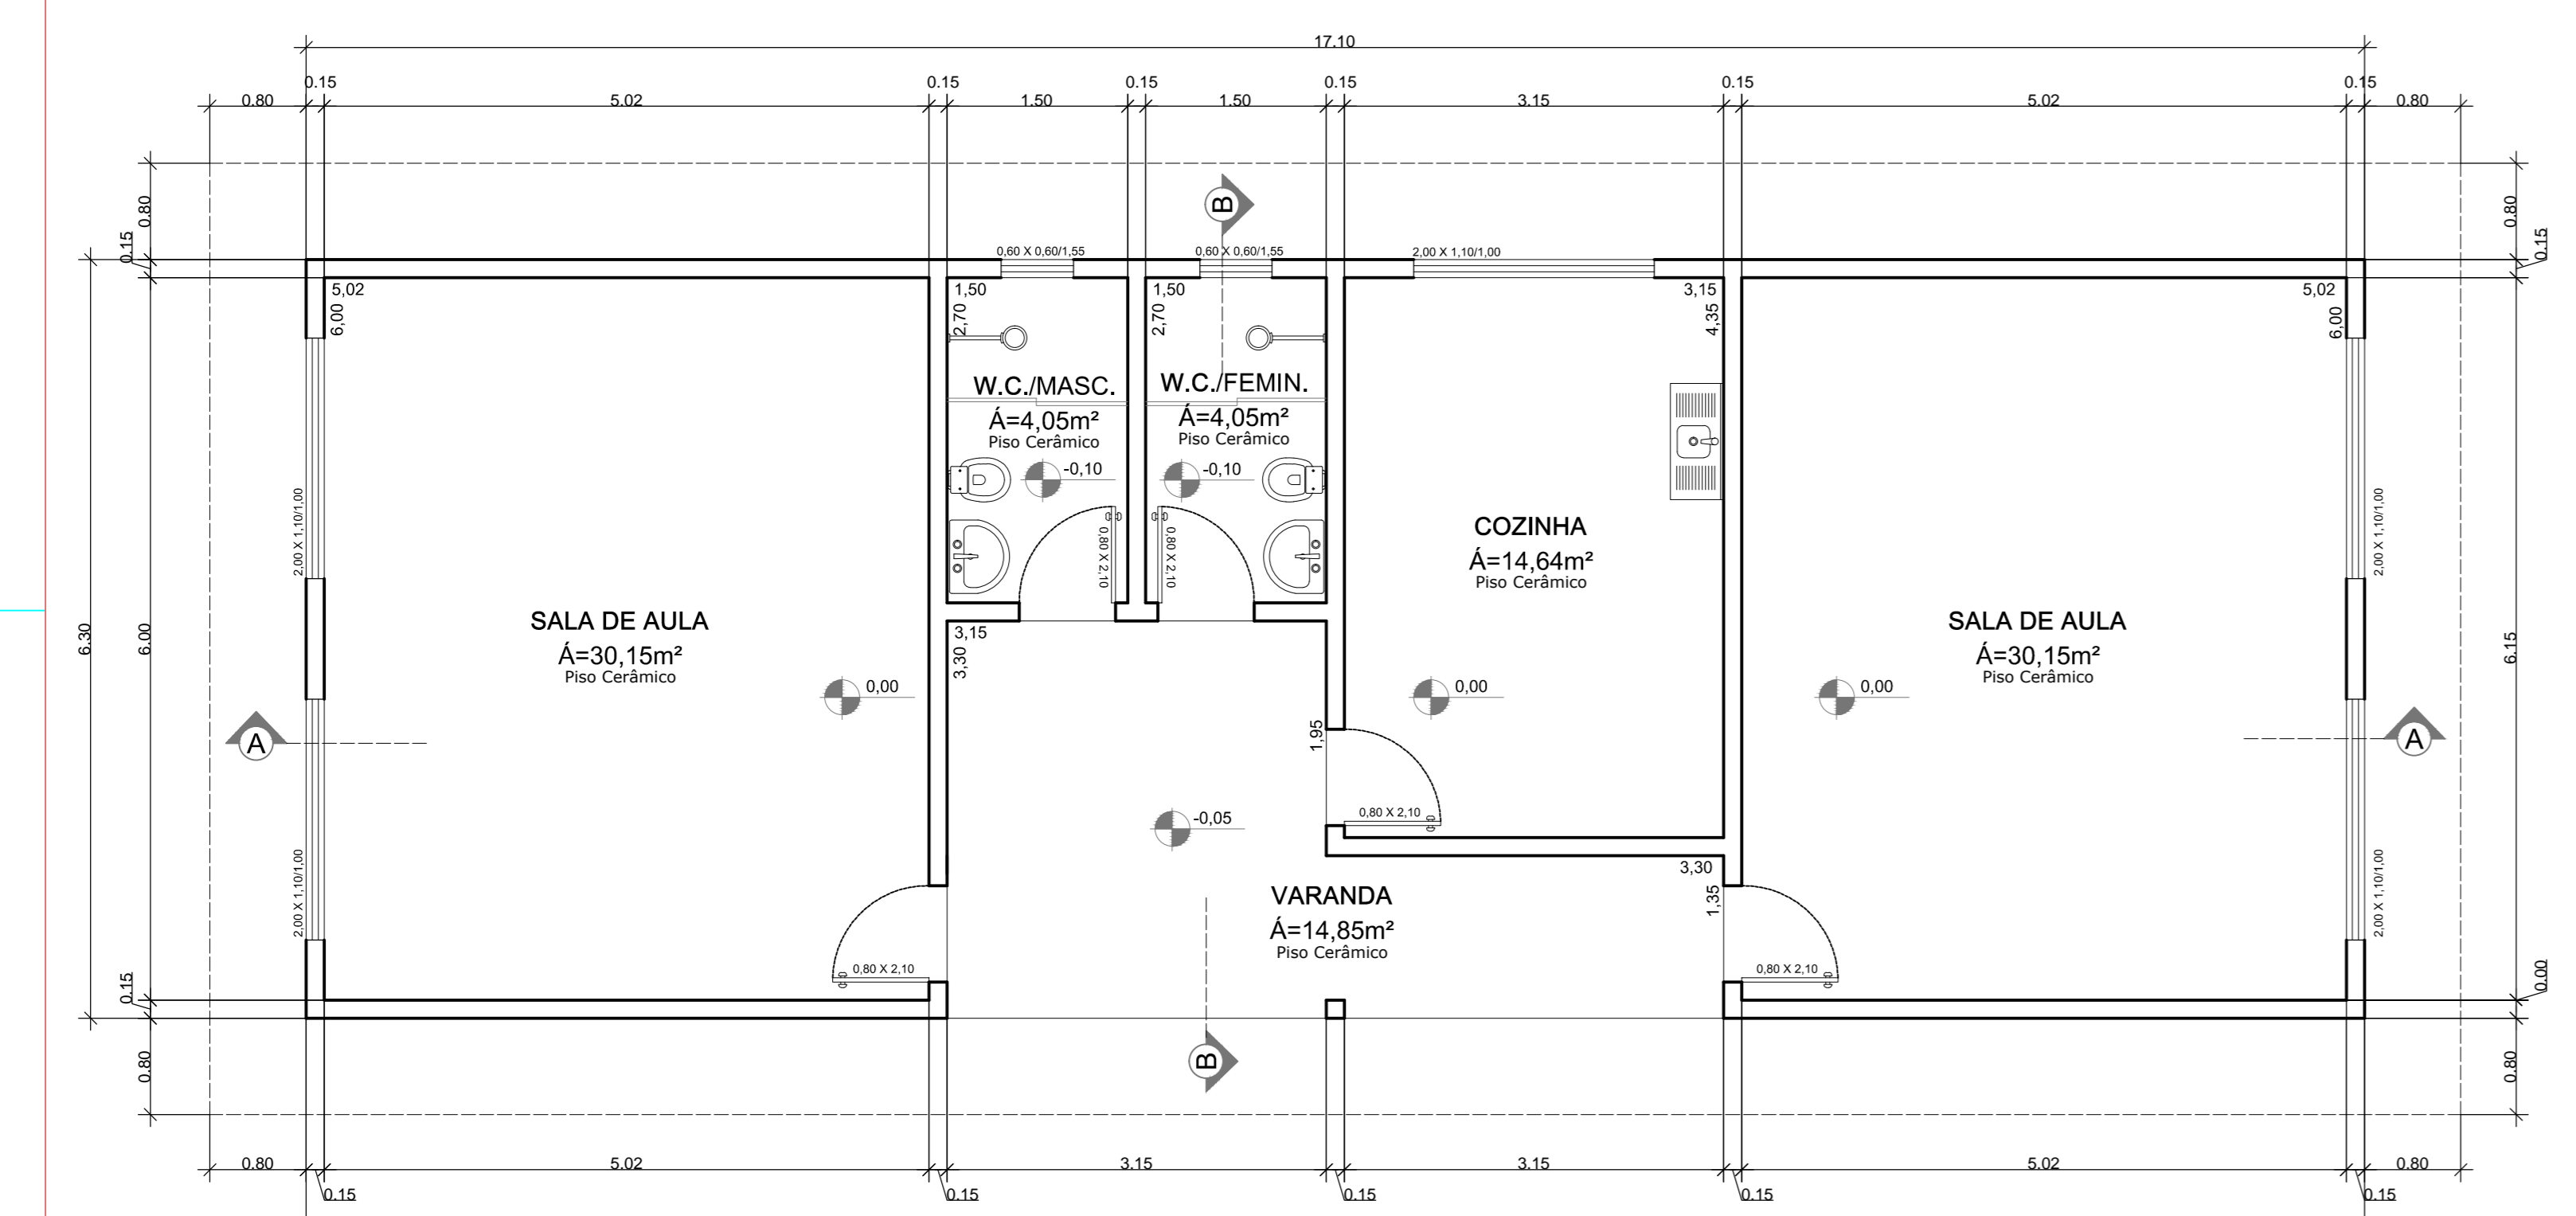 17.10
0.15 0.15 0.15 0.15 0.15 0.15
0.80 5.02 1.50 1.50 3.15 5.02 0.80
0.80
0.15
B
0.80
0.15
0,60 X 0,60/1,55 0,60 X 0,60/1,55 2,00 X 1,10/1,00
5,02 1,50 1,50 3,15 5,02
6,00 2,70 2,70 4,35 6,00
W.C./MASC. W.C./FEMIN.
Á=4,05m² Á=4,05m²
Piso Cerâmico Piso Cerâmico
-0,10 -0,10
2,00 X 1,10/1,00
0,80 X 2,10 0,80 X 2,10
2,00 X 1,10/1,00
COZINHA
Á=14,64m²
Piso Cerâmico
6.30 6.00
SALA DE AULA
Á=30,15m²
Piso Cerâmico
3,15
3,30
SALA DE AULA
Á=30,15m²
Piso Cerâmico
6.15
0,00 0,00 0,00
A 1,95 A
0,80 X 2,10
-0,05
2,00 X 1,10/1,00
3,30
1,35
2,00 X 1,10/1,00
VARANDA
Á=14,85m²
Piso Cerâmico
0,80 X 2,10 0,80 X 2,10
0.15 0.00
0.80 B 0.80
0.80 5.02 3.15 3.15 5.02 0.80
0.15 0.15 0.15 0.15 0.15